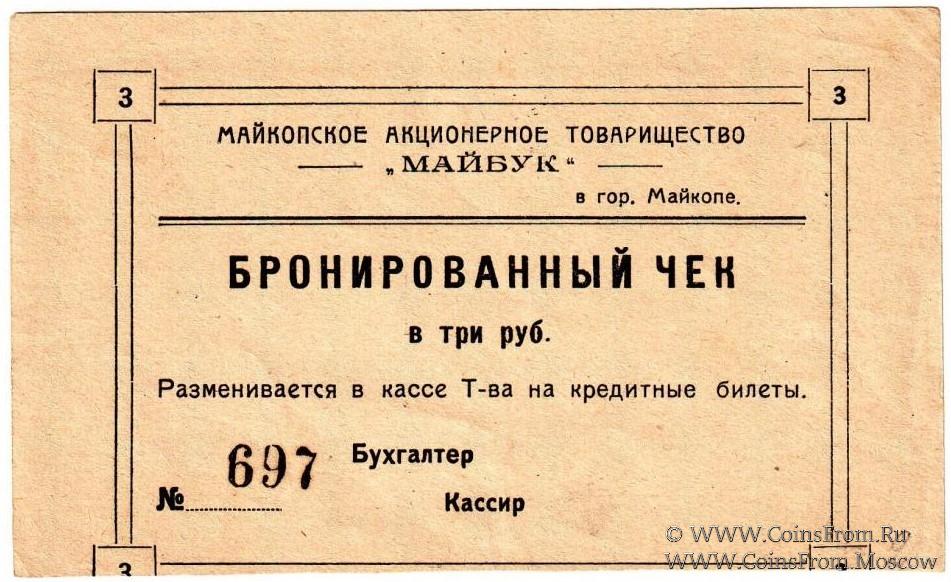 3 3
МАЙКОПСКОЕ АКЦИОНЕРНОЕ ТОВАРИЩЕСТВО
„МАЙБУК“
в гор. Майкопе.
БРОНИРОВАННЫЙ ЧЕК
в три руб.
Разменивается в кассе Т-ва на кредитные билеты.
697 Бухгалтер
№ Кассир
© WWW.CoinsFrom.Ru
WWW.CoinsFrom.Moscow
3 3